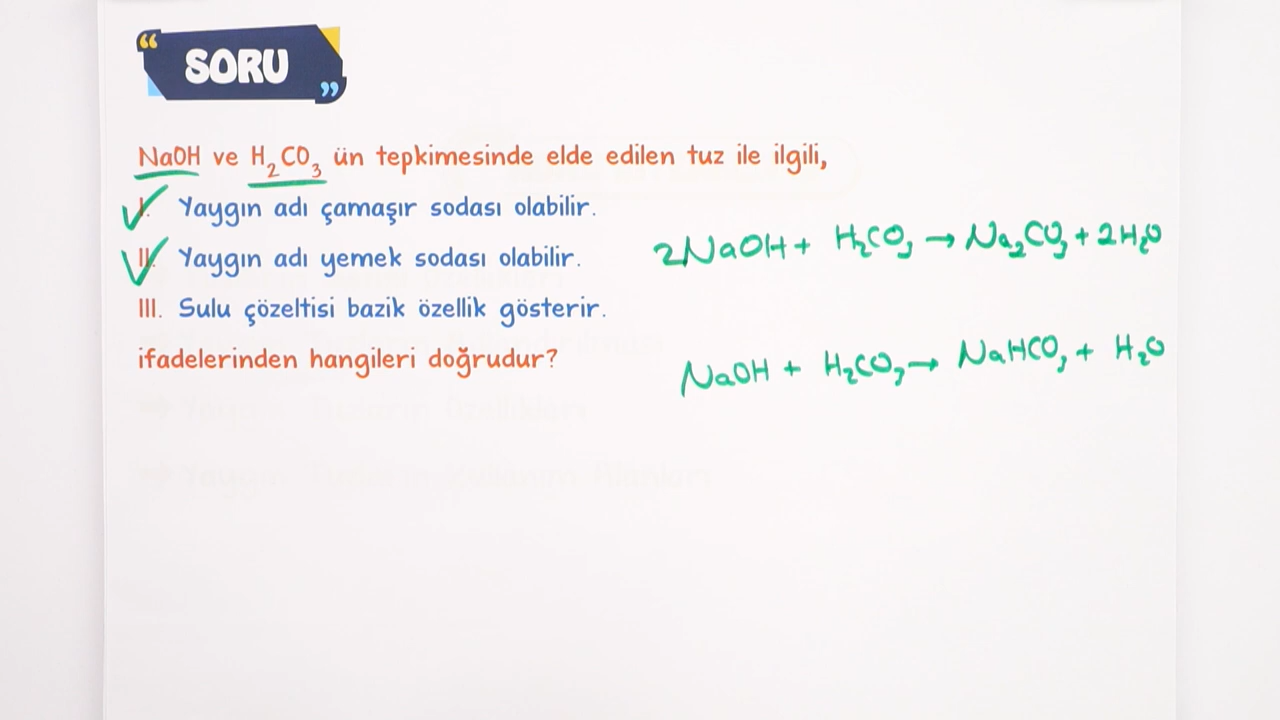 “ SORU ”
NaOH ve H₂CO₃ ün tepkimesinde elde edilen tuz ile ilgili,
I. Yaygın adı çamaşır sodası olabilir.
II. Yaygın adı yemek sodası olabilir.
2NaOH + H₂CO₃ → Na₂CO₃ + 2H₂O
III. Sulu çözeltisi bazik özellik gösterir.
ifadelerinden hangileri doğrudur?
NaOH + H₂CO₃ → NaHCO₃ + H₂O